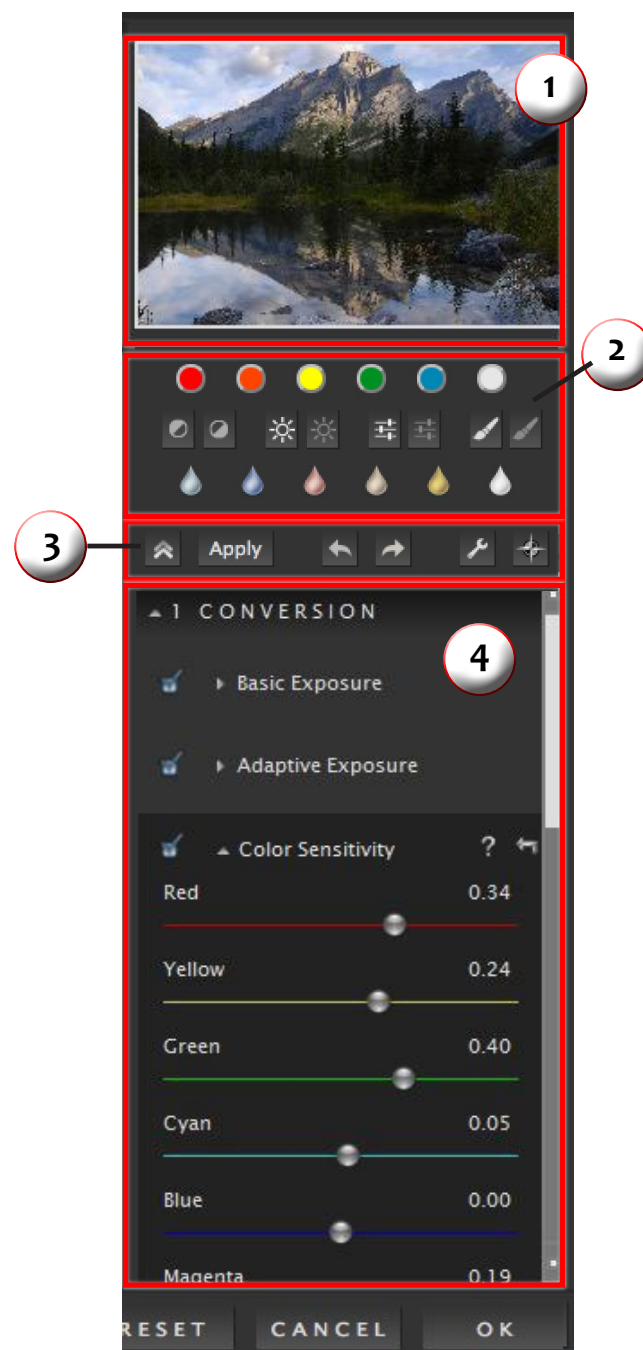 1
2
3
Apply
1 CONVERSION
4
Basic Exposure
Adaptive Exposure
Color Sensitivity ?
Red 0.34
Yellow 0.24
Green 0.40
Cyan 0.05
Blue 0.00
Magenta 0.19
RESET CANCEL OK